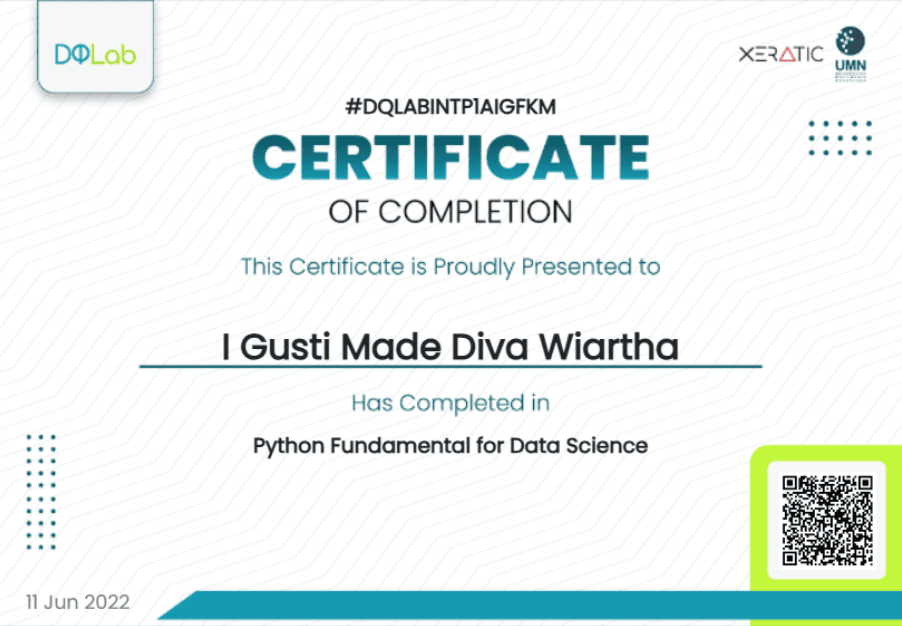 DQLab
XERATIC
UMN
#DQLABINTP1AIGFKM
CERTIFICATE
OF COMPLETION
This Certificate is Proudly Presented to
I Gusti Made Diva Wiartha
Has Completed in
Python Fundamental for Data Science
11 Jun 2022